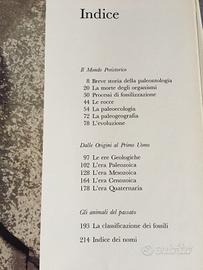 Indice
Il Mondo Preistorico
8 Breve storia della paleontologia
20 La morte degli organismi
30 Processi di fossilizzazione
44 Le rocce
54 La paleoecologia
72 La paleogeografia
78 L'evoluzione
Dalle Origini al Primo Uomo
97 Le ere Geologiche
102 L'era Paleozoica
128 L'era Mesozoica
164 L'era Cenozoica
178 L'era Quaternaria
Gli animali del passato
193 La classificazione dei fossili
214 Indice dei nomi
subito